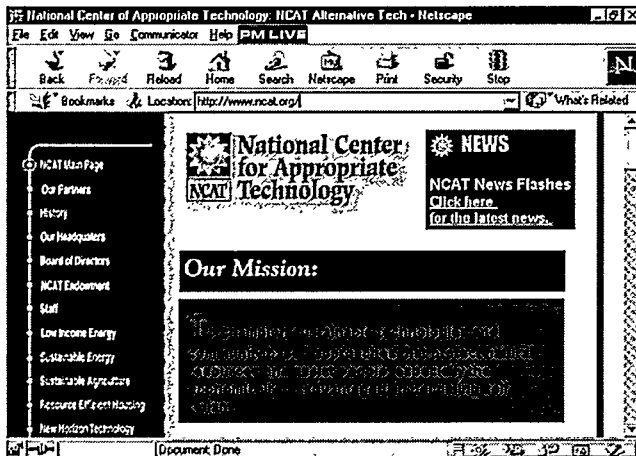 National Center of Appropriate Technology: NCAT Alternative Tech - Netscape
File Edit View Go Communicator Help PM LIVE
Back Forward Reload Home Search Netscape Print Security Stop
Bookmarks Location: http://www.ncat.org/ What's Related
National Center
for Appropriate
Technology
NCAT
NEWS
NCAT News Flashes
Click here
for the latest news.
NCAT Main Page
Our Partners
History
Our Headquaters
Board of Directors
NCAT Endowment
Staff
Low Income Energy
Sustainable Energy
Sustainable Agriculture
Resource Efficient Housing
New Horizon Technology
Our Mission:
Document: Done